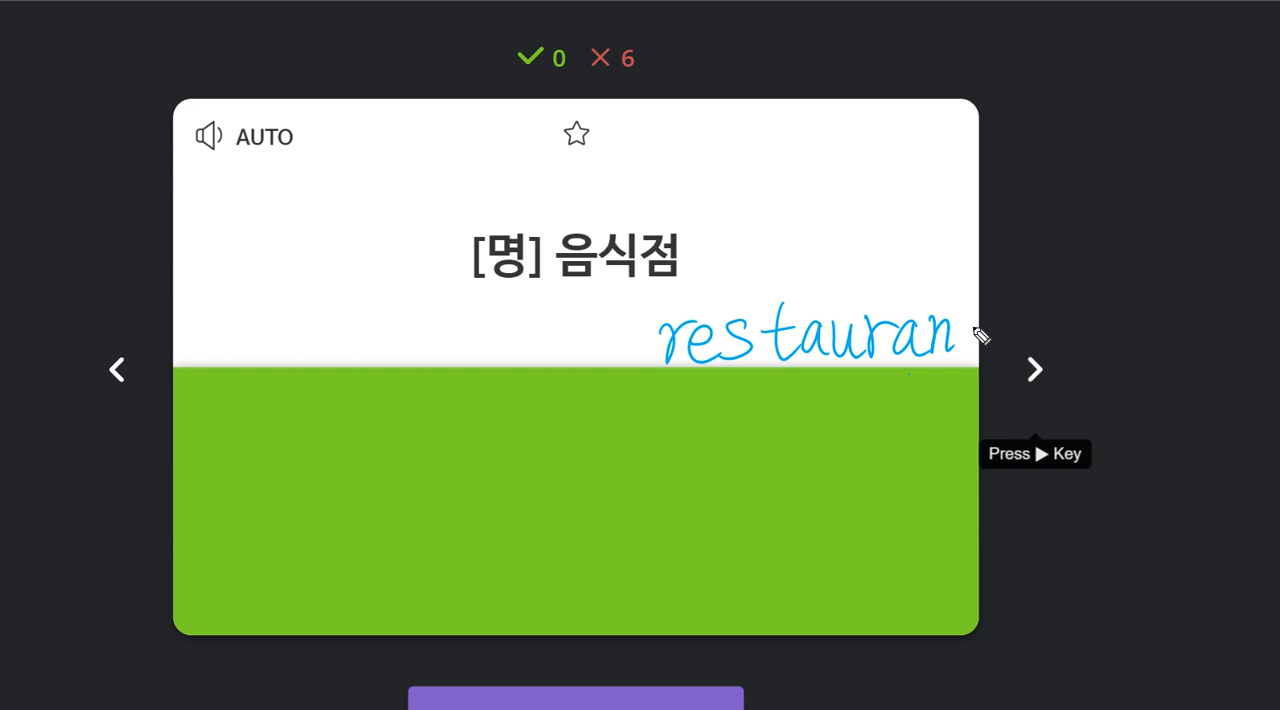 0 6
AUTO
[명] 음식점
restauran
Press ▶ Key